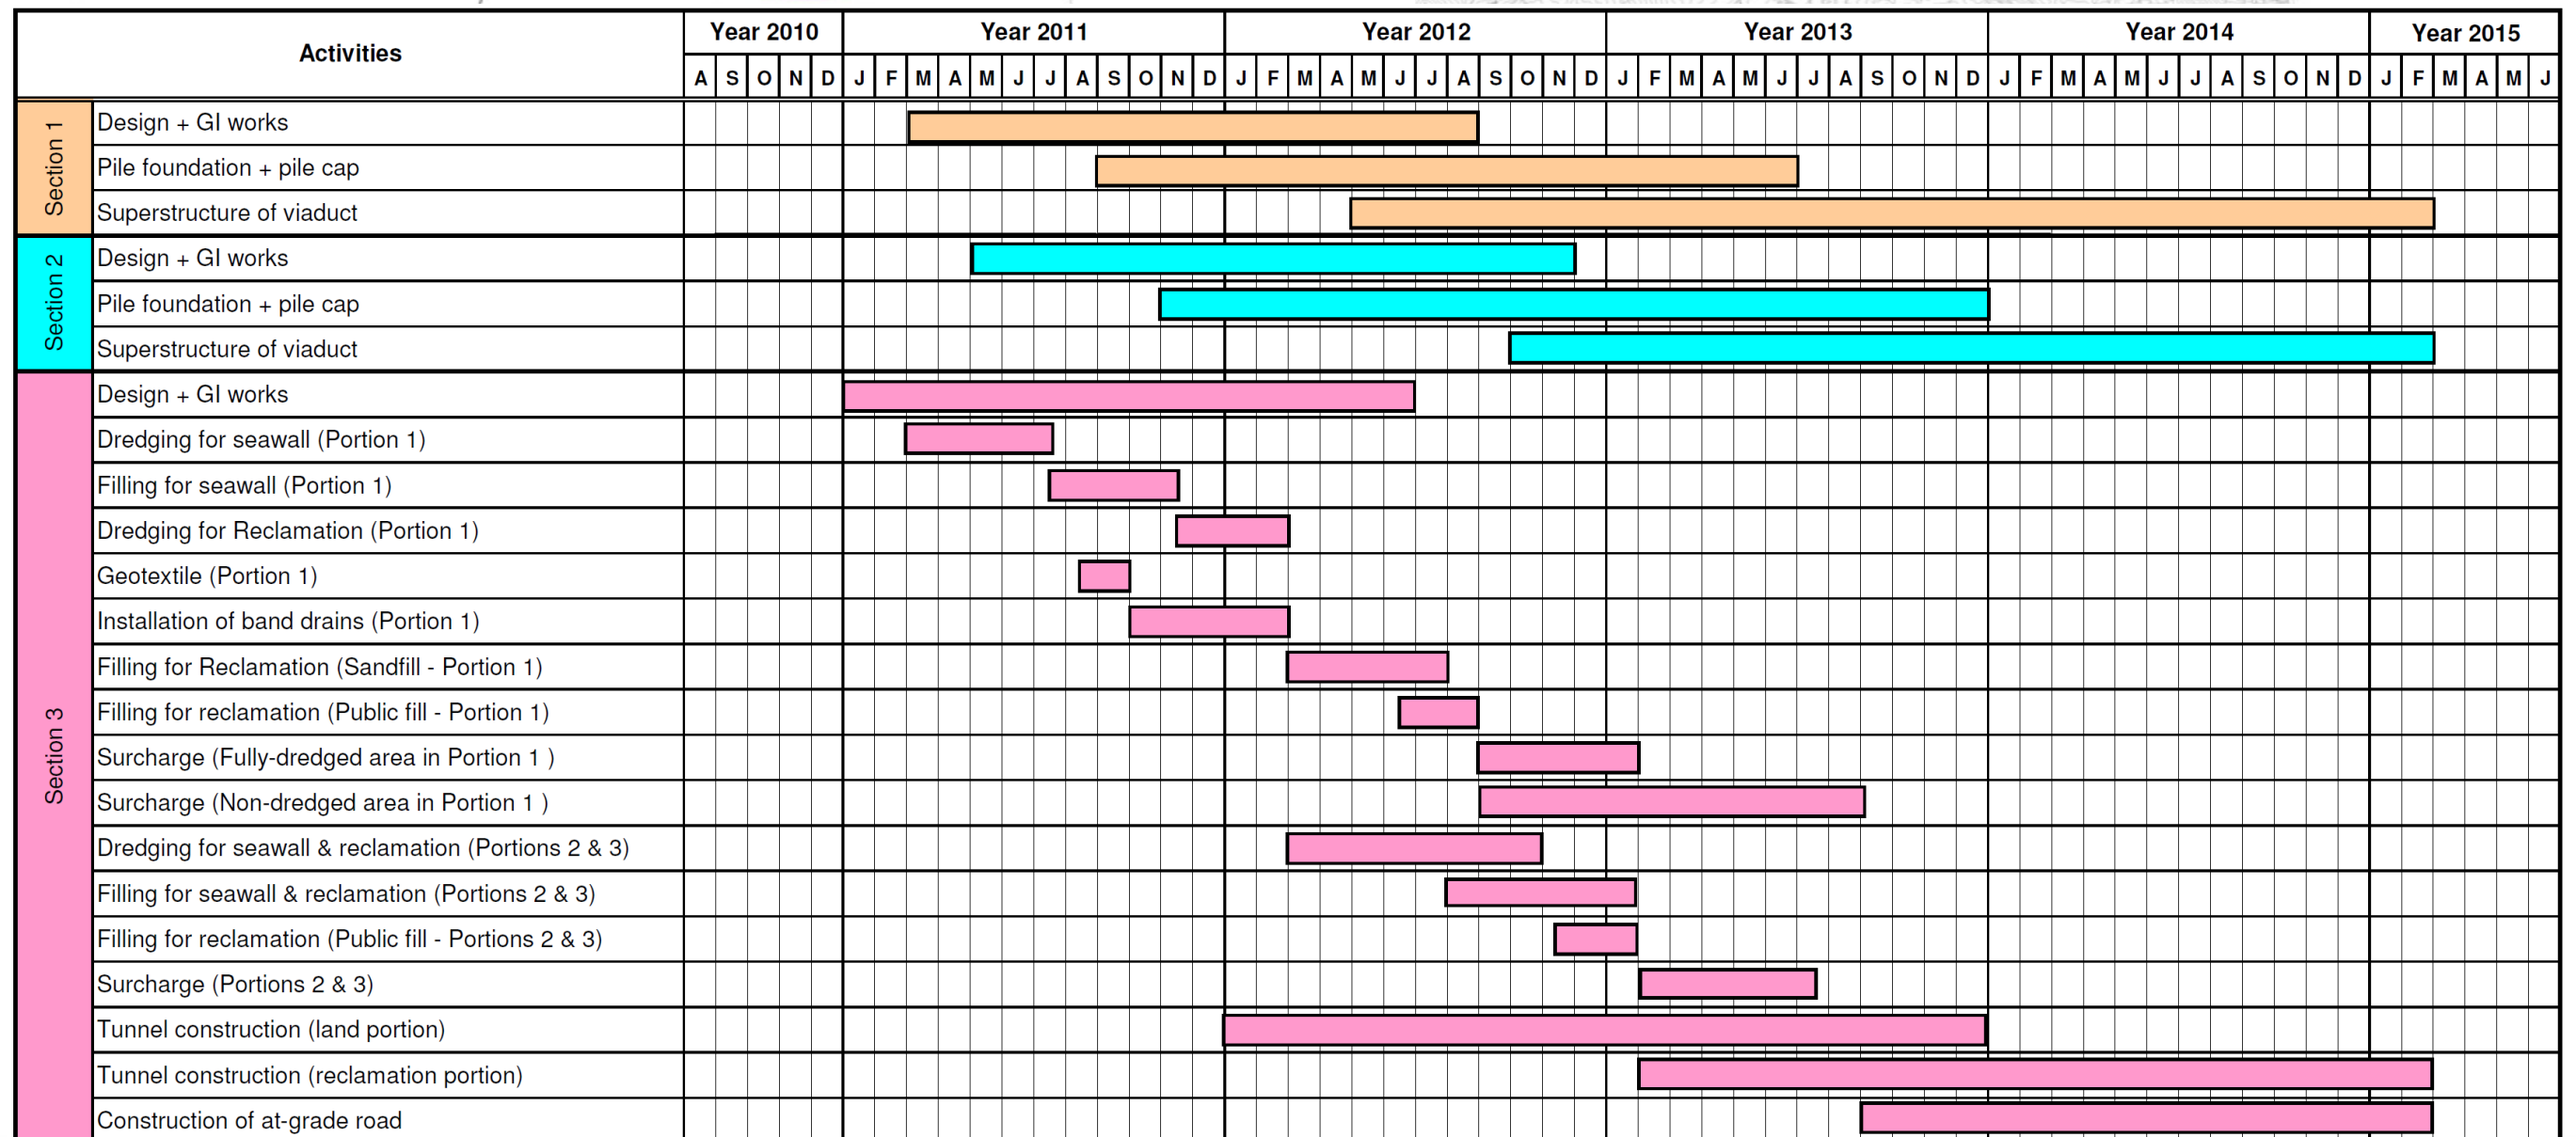 Activities
Year 2010 Year 2011 Year 2012 Year 2013 Year 2014 Year 2015
A S O N D J F M A M J J A S O N D J F M A M J J A S O N D J F M A M J J A S O N D J F M A M J J A S O N D J F M A M J
Section 1
Design + GI works
Pile foundation + pile cap
Superstructure of viaduct
Section 2
Design + GI works
Pile foundation + pile cap
Superstructure of viaduct
Section 3
Design + GI works
Dredging for seawall (Portion 1)
Filling for seawall (Portion 1)
Dredging for Reclamation (Portion 1)
Geotextile (Portion 1)
Installation of band drains (Portion 1)
Filling for Reclamation (Sandfill - Portion 1)
Filling for reclamation (Public fill - Portion 1)
Surcharge (Fully-dredged area in Portion 1 )
Surcharge (Non-dredged area in Portion 1 )
Dredging for seawall & reclamation (Portions 2 & 3)
Filling for seawall & reclamation (Portions 2 & 3)
Filling for reclamation (Public fill - Portions 2 & 3)
Surcharge (Portions 2 & 3)
Tunnel construction (land portion)
Tunnel construction (reclamation portion)
Construction of at-grade road